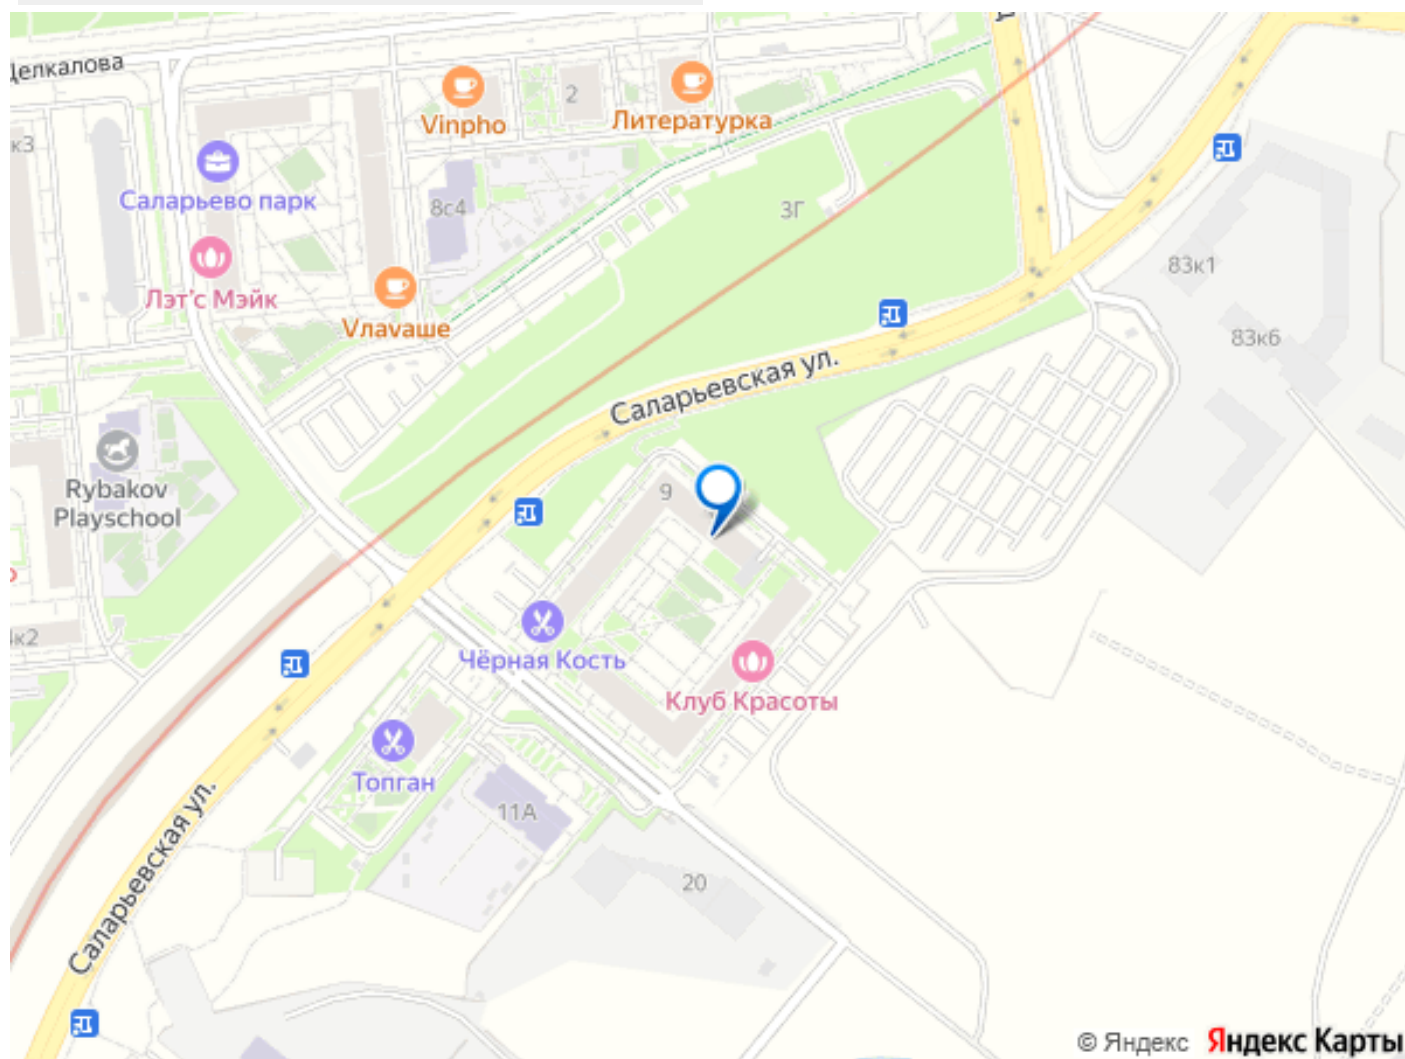 Щелкалова
к3
Vinpho
2
Литературка
Саларьево парк
8с4
3Г
Лэт'с Мэйк
Vлаvаше
83к1
83к6
Саларьевская ул.
Rybakov
Playschool
9
к2
Чёрная Кость
Клуб Красоты
Топган
11А
20
Саларьевская ул.
© Яндекс Яндекс Карты